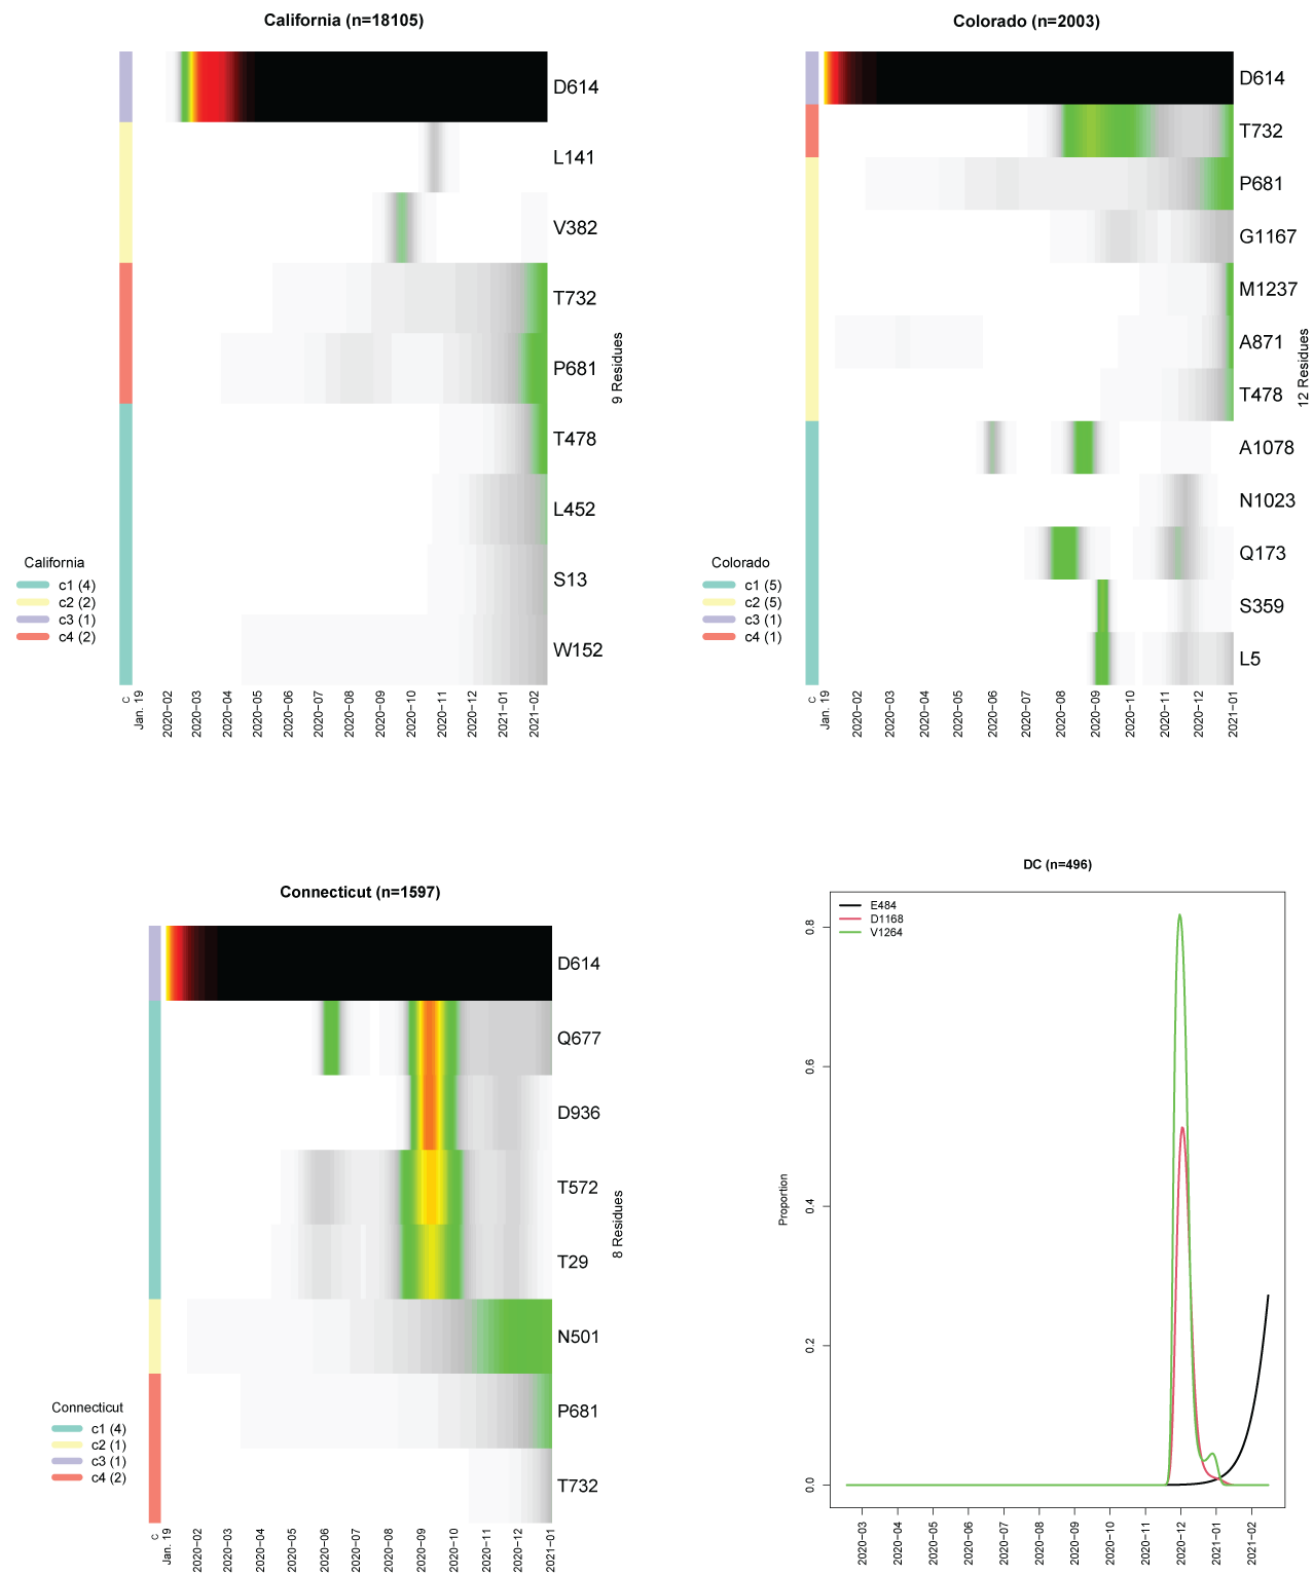 California (n=18105)
D614
L141
V382
T732
P681
T478
L452
S13
W152
9 Residues
California
c1 (4)
c2 (2)
c3 (1)
c4 (2)
c
Jan. 19
2020-02
2020-03
2020-04
2020-05
2020-06
2020-07
2020-08
2020-09
2020-10
2020-11
2020-12
2021-01
2021-02
Colorado (n=2003)
D614
T732
P681
G1167
M1237
A871
T478
A1078
N1023
Q173
S359
L5
12 Residues
Colorado
c1 (5)
c2 (5)
c3 (1)
c4 (1)
c
Jan. 19
2020-02
2020-03
2020-04
2020-05
2020-06
2020-07
2020-08
2020-09
2020-10
2020-11
2020-12
2021-01
Connecticut (n=1597)
D614
Q677
D936
T572
T29
N501
P681
T732
8 Residues
Connecticut
c1 (4)
c2 (1)
c3 (1)
c4 (2)
c
Jan. 19
2020-02
2020-03
2020-04
2020-05
2020-06
2020-07
2020-08
2020-09
2020-10
2020-11
2020-12
2021-01
DC (n=496)
E484
D1168
V1264
Proportion
0.8
0.6
0.4
0.2
0.0
2020-03
2020-04
2020-05
2020-06
2020-07
2020-08
2020-09
2020-10
2020-11
2020-12
2021-01
2021-02